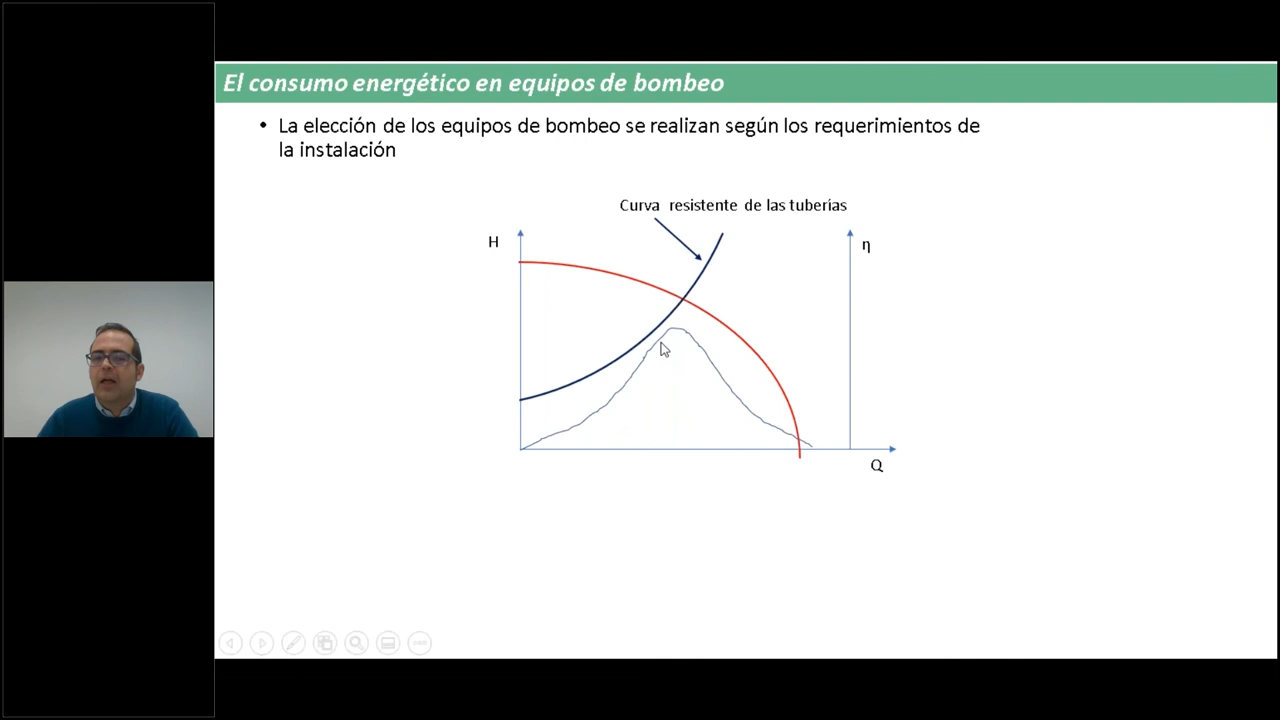 El consumo energético en equipos de bombeo
• La elección de los equipos de bombeo se realizan según los requerimientos de
la instalación
Curva resistente de las tuberías
H
η
Q